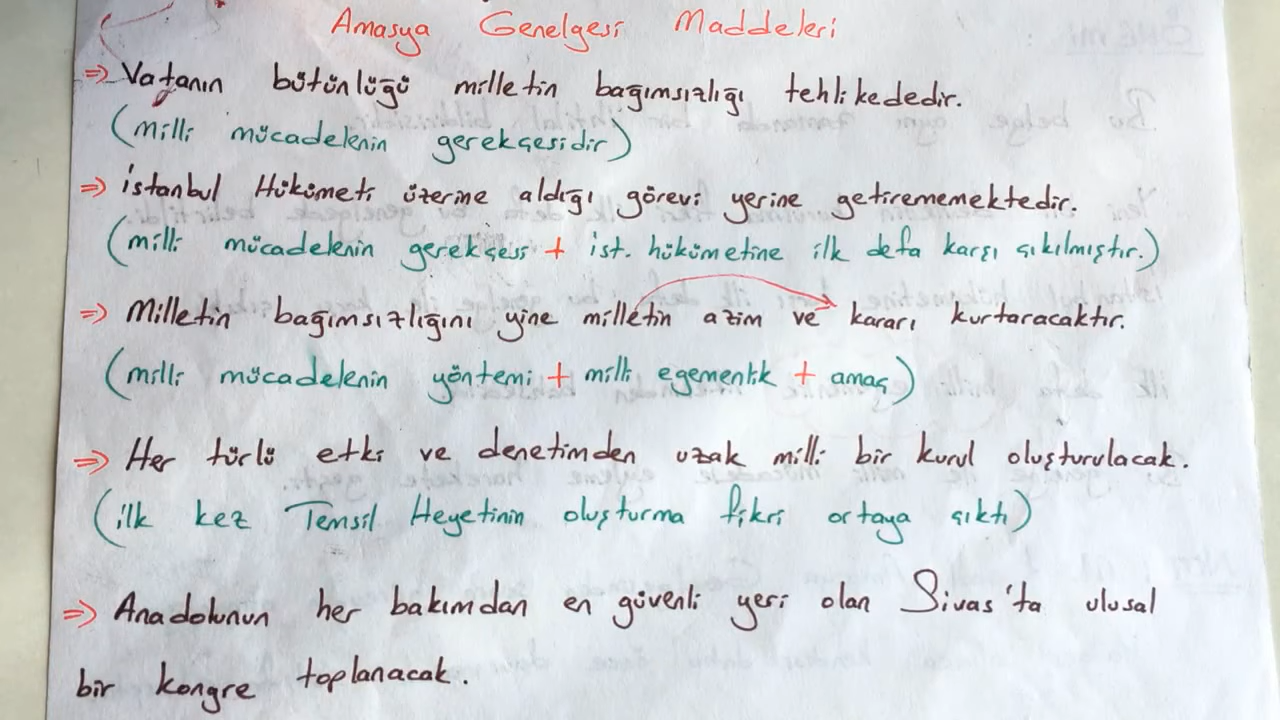 Amasya Genelgesi Maddeleri
⇒ Vatanın bütünlüğü milletin bağımsızlığı tehlikededir.
(milli mücadelenin gerekçesidir)
⇒ İstanbul Hükümeti üzerine aldığı görevi yerine getirememektedir.
(milli mücadelenin gerekçesi + ist. hükümetine ilk defa karşı çıkılmıştır.)
⇒ Milletin bağımsızlığını yine milletin azim ve kararı kurtaracaktır.
(milli mücadelenin yöntemi + milli egemenlik + amaç)
⇒ Her türlü etki ve denetimden uzak milli bir kurul oluşturulacak.
(ilk kez Temsil Heyetinin oluşturma fikri ortaya çıktı)
⇒ Anadolunun her bakımdan en güvenli yeri olan Sivas'ta ulusal
bir kongre toplanacak.